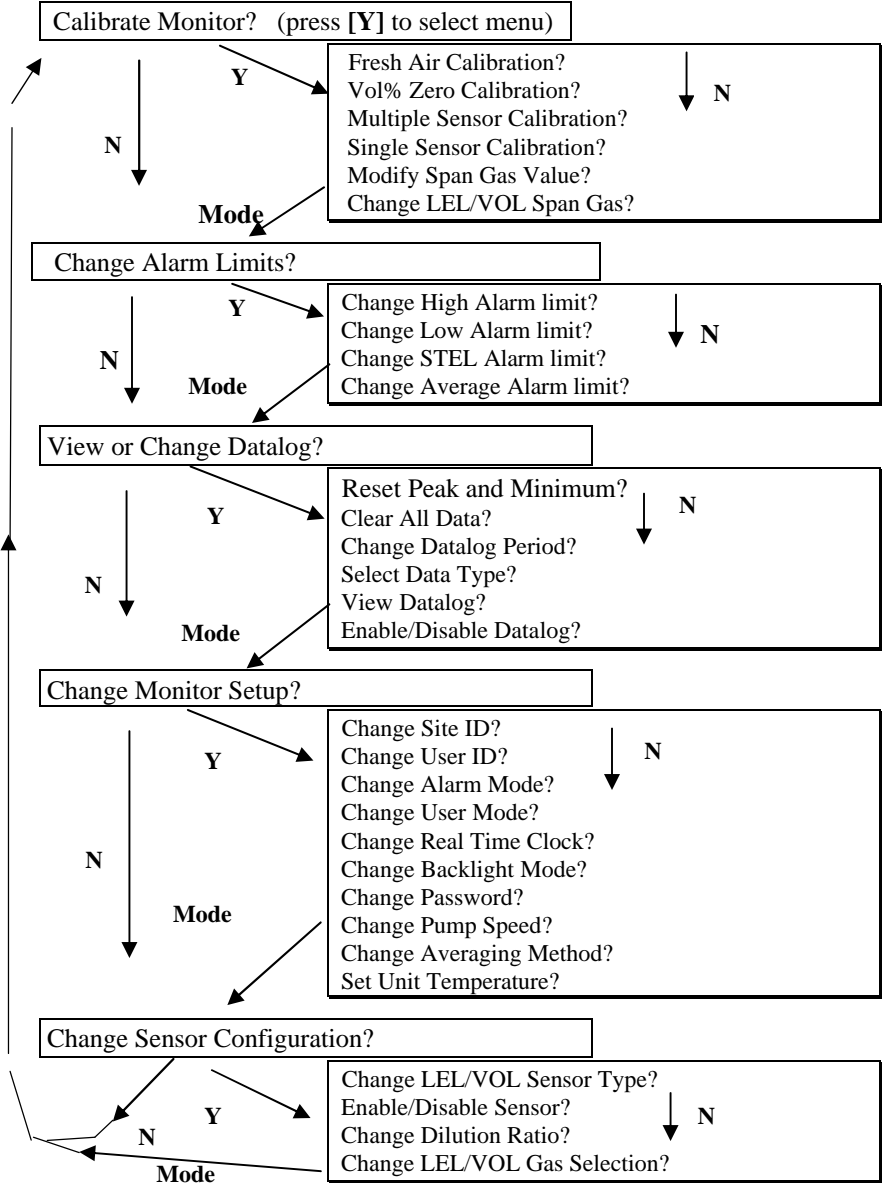 Calibrate Monitor? (press [Y] to select menu)
Fresh Air Calibration?
Y
Vol% Zero Calibration?
N
Multiple Sensor Calibration?
N
Single Sensor Calibration?
Modify Span Gas Value?
Change LEL/VOL Span Gas?
Mode
Change Alarm Limits?
Change High Alarm limit?
Y
Change Low Alarm limit?
N
Change STEL Alarm limit?
N
Mode
Change Average Alarm limit?
View or Change Datalog?
Reset Peak and Minimum?
N
Y
Clear All Data?
Change Datalog Period?
Select Data Type?
N
View Datalog?
Mode
Enable/Disable Datalog?
Change Monitor Setup?
Change Site ID?
Change User ID?
N
Y
Change Alarm Mode?
Change User Mode?
Change Real Time Clock?
N
Change Backlight Mode?
Change Password?
Mode
Change Pump Speed?
Change Averaging Method?
Set Unit Temperature?
Change Sensor Configuration?
Change LEL/VOL Sensor Type?
Y
Enable/Disable Sensor?
N
N
Change Dilution Ratio?
Change LEL/VOL Gas Selection?
Mode